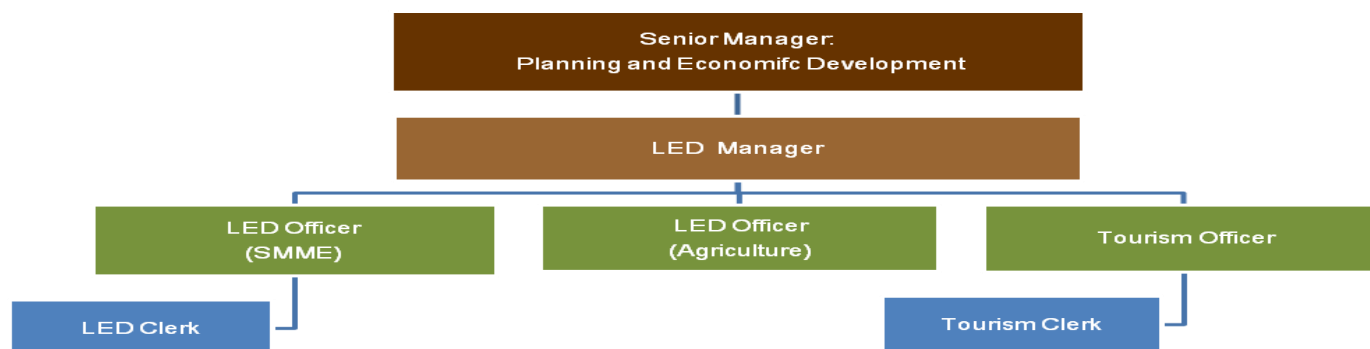 Senior Manager:
Planning and Economifc Development
LED Manager
LED Officer
(SMME)
LED Officer
(Agriculture)
Tourism Officer
LED Clerk
Tourism Clerk